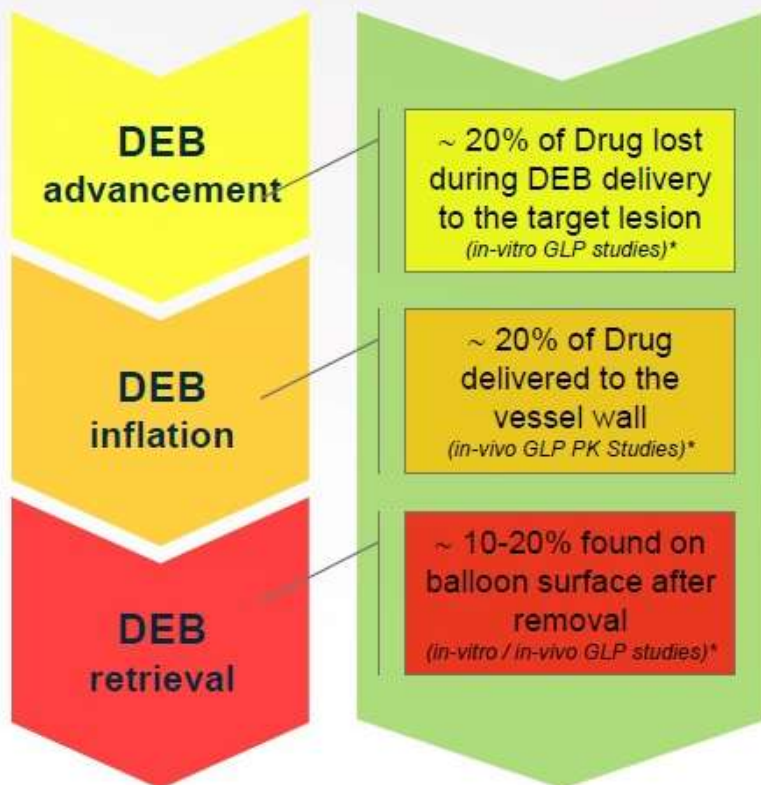 DEB
advancement
~ 20% of Drug lost
during DEB delivery
to the target lesion
(in-vitro GLP studies)*
DEB
inflation
~ 20% of Drug
delivered to the
vessel wall
(in-vivo GLP PK Studies)*
DEB
retrieval
~ 10-20% found on
balloon surface after
removal
(in-vitro / in-vivo GLP studies)*